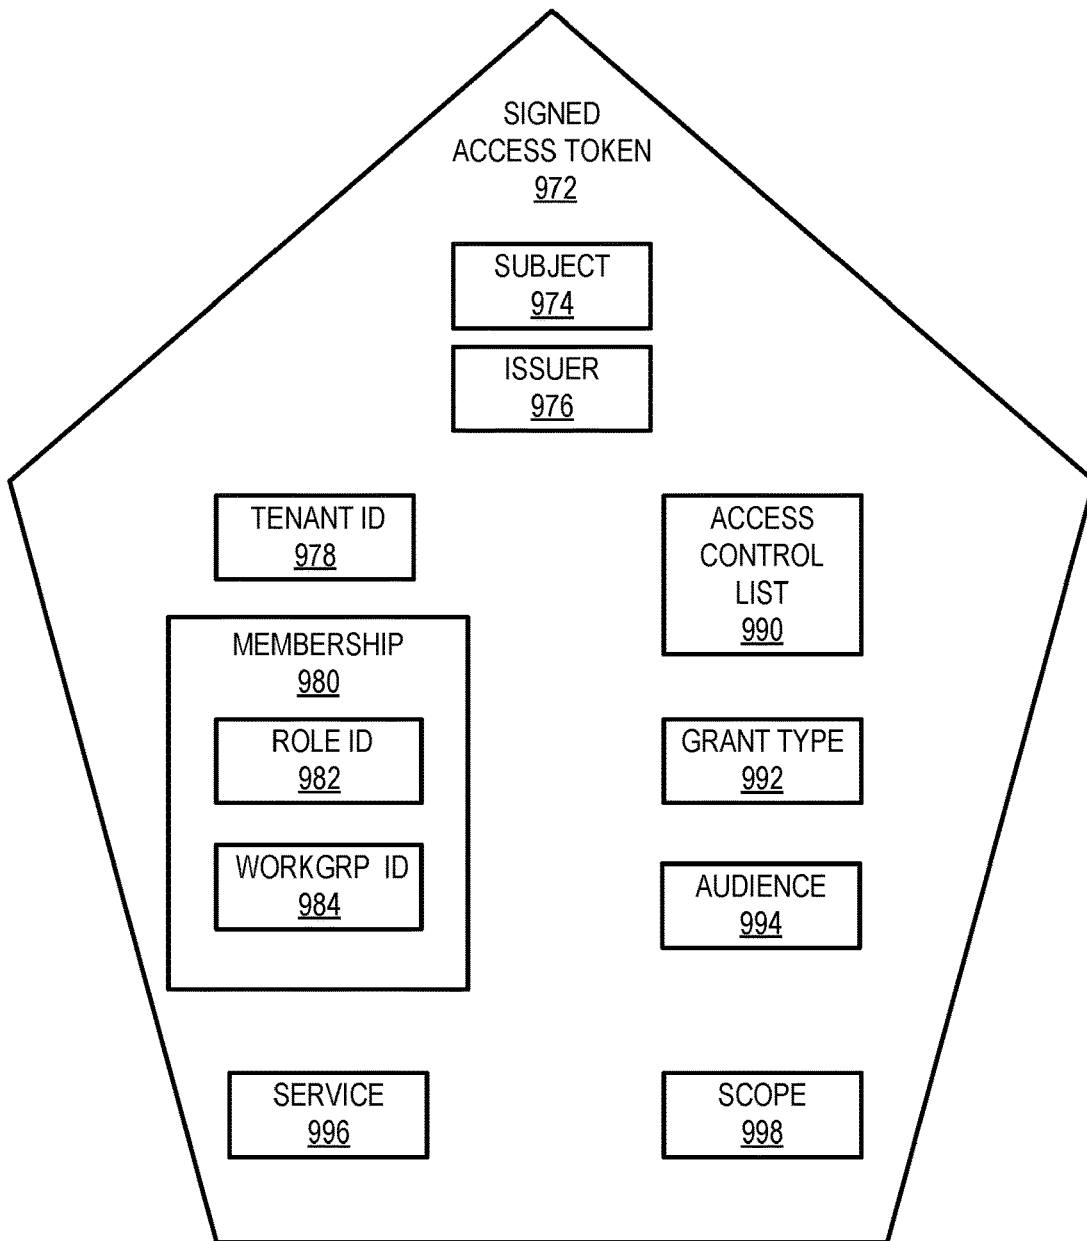 SIGNED
ACCESS TOKEN
972
SUBJECT
974
ISSUER
976
TENANT ID
978
MEMBERSHIP
980
ROLE ID
982
WORKGRP ID
984
SERVICE
996
ACCESS
CONTROL
LIST
990
GRANT TYPE
992
AUDIENCE
994
SCOPE
998